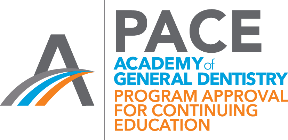 PACE
ACADEMY of
GENERAL DENTISTRY
PROGRAM APPROVAL
FOR CONTINUING
EDUCATION